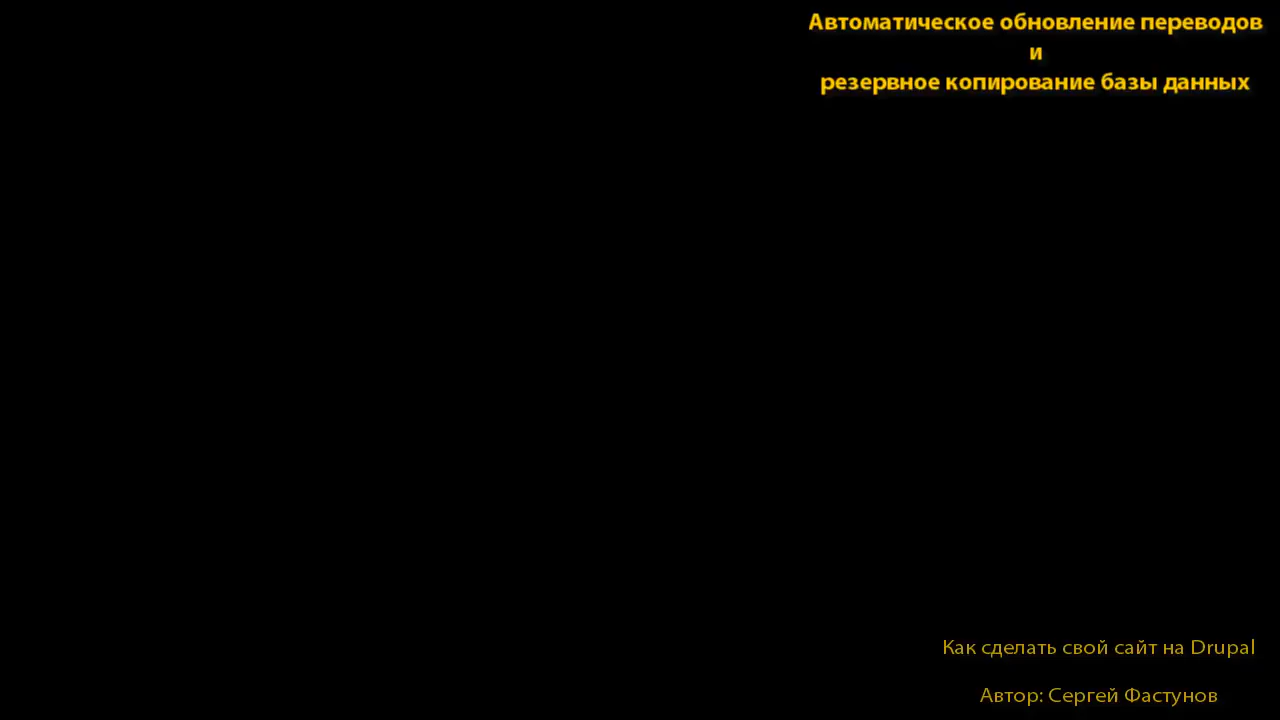 Автоматическое обновление переводов
и
резервное копирование базы данных
Как сделать свой сайт на Drupal
Автор: Сергей Фастунов